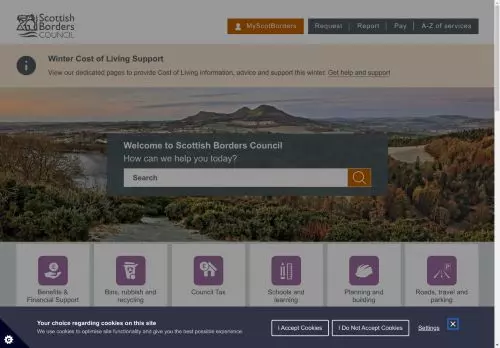 Scottish
Borders
COUNCIL
MyScotBorders
Request
Report
Pay
A-Z of services
Winter Cost of Living Support
View our dedicated pages to provide Cost of Living information, advice and support this winter. Get help and support
Welcome to Scottish Borders Council
How can we help you today?
Search
Benefits &
Financial Support
Bins, rubbish and
recycling
Council Tax
Schools and
learning
Planning and
building
Roads, travel and
parking
Your choice regarding cookies on this site
We use cookies to optimise site functionality and give you the best possible experience.
I Accept Cookies
I Do Not Accept Cookies
Settings
X